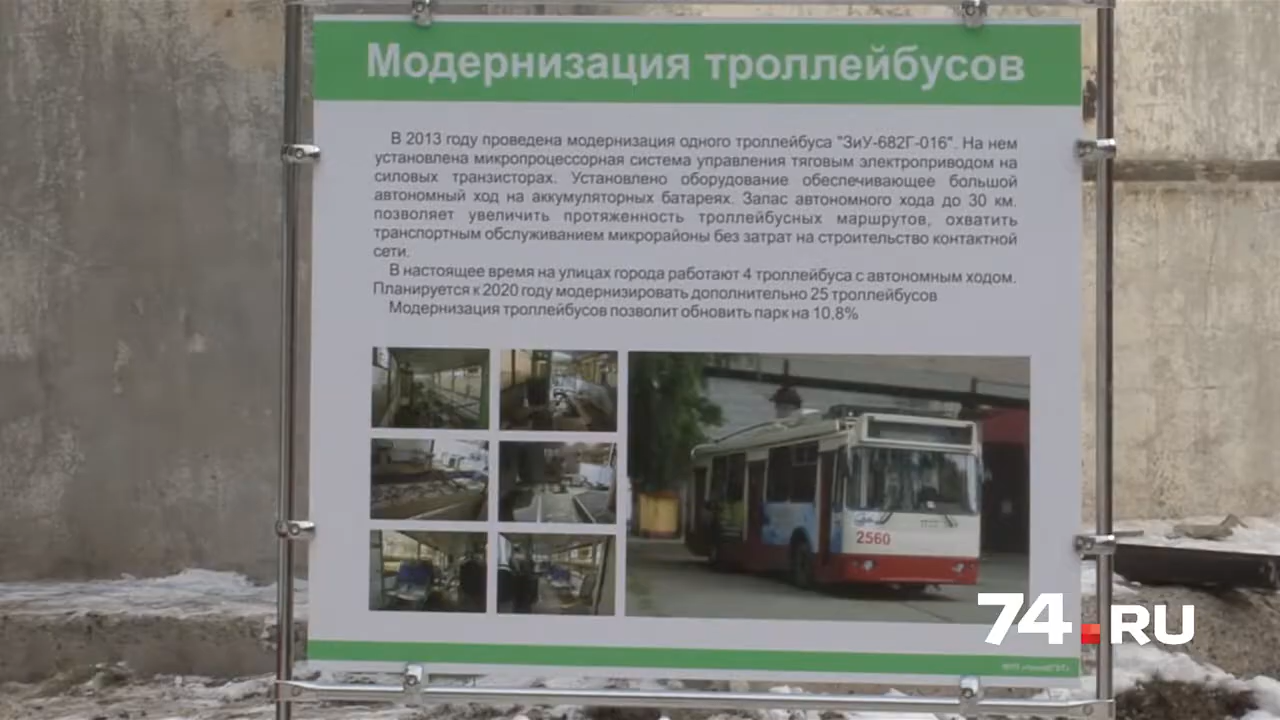 Модернизация троллейбусов
В 2013 году проведена модернизация одного троллейбуса "ЗиУ-682Г-016". На нем
установлена микропроцессорная система управления тяговым электроприводом на
силовых транзисторах. Установлено оборудование обеспечивающее большой
автономный ход на аккумуляторных батареях. Запас автономного хода до 30 км.
позволяет увеличить протяженность троллейбусных маршрутов, охватить
транспортным обслуживанием микрорайоны без затрат на строительство контактной
сети.
В настоящее время на улицах города работают 4 троллейбуса с автономным ходом.
Планируется к 2020 году модернизировать дополнительно 25 троллейбусов
Модернизация троллейбусов позволит обновить парк на 10,8%
2560
74.RU